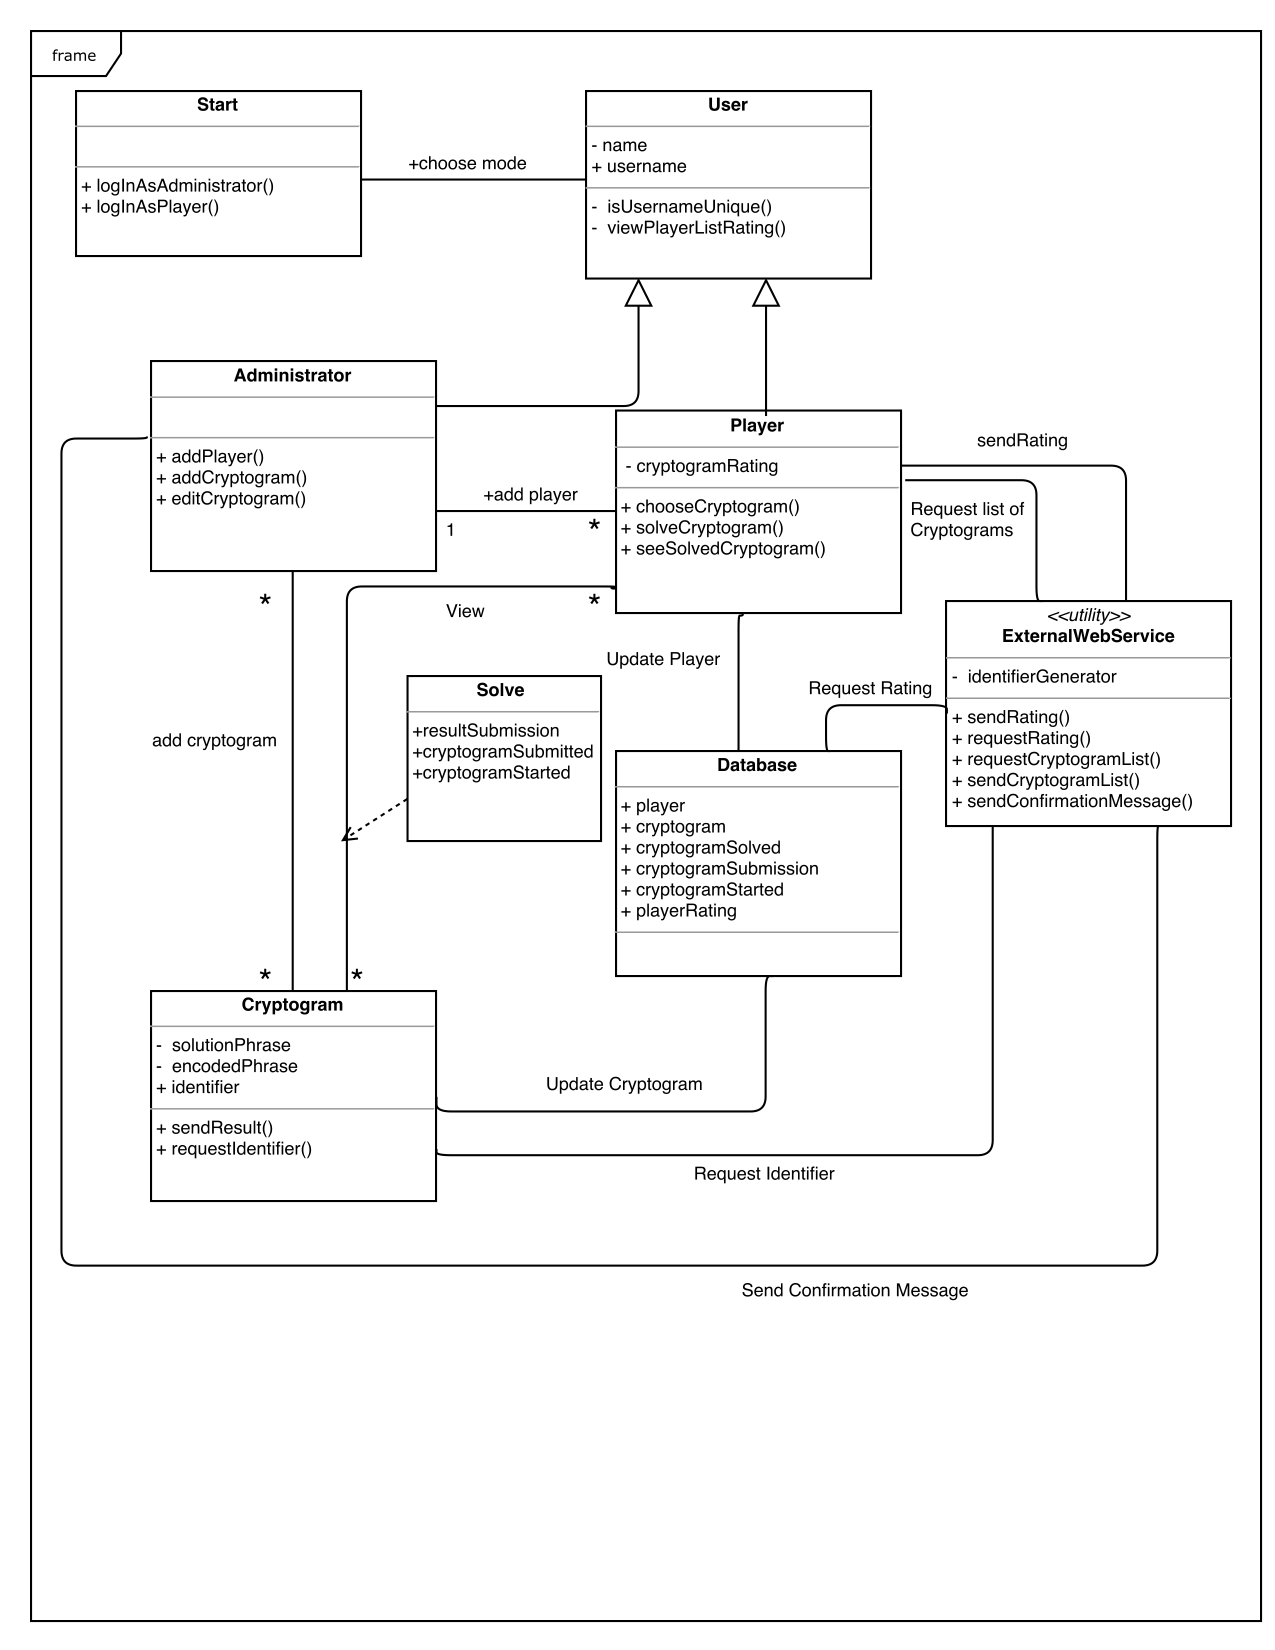 frame
Start
+ logInAsAdministrator()
+ logInAsPlayer()
+choose mode
User
- name
+ username
- isUsernameUnique()
- viewPlayerListRating()
Administrator
+ addPlayer()
+ addCryptogram()
+ editCryptogram()
+add player
1
*
Player
- cryptogramRating
+ chooseCryptogram()
+ solveCryptogram()
+ seeSolvedCryptogram()
sendRating
Request list of
Cryptograms
*
View
*
<<utility>>
ExternalWebService
- identifierGenerator
+ sendRating()
+ requestRating()
+ requestCryptogramList()
+ sendCryptogramList()
+ sendConfirmationMessage()
Update Player
Request Rating
Solve
+resultSubmission
+cryptogramSubmitted
+cryptogramStarted
add cryptogram
Database
+ player
+ cryptogram
+ cryptogramSolved
+ cryptogramSubmission
+ cryptogramStarted
+ playerRating
*
*
Cryptogram
- solutionPhrase
- encodedPhrase
+ identifier
+ sendResult()
+ requestIdentifier()
Update Cryptogram
Request Identifier
Send Confirmation Message